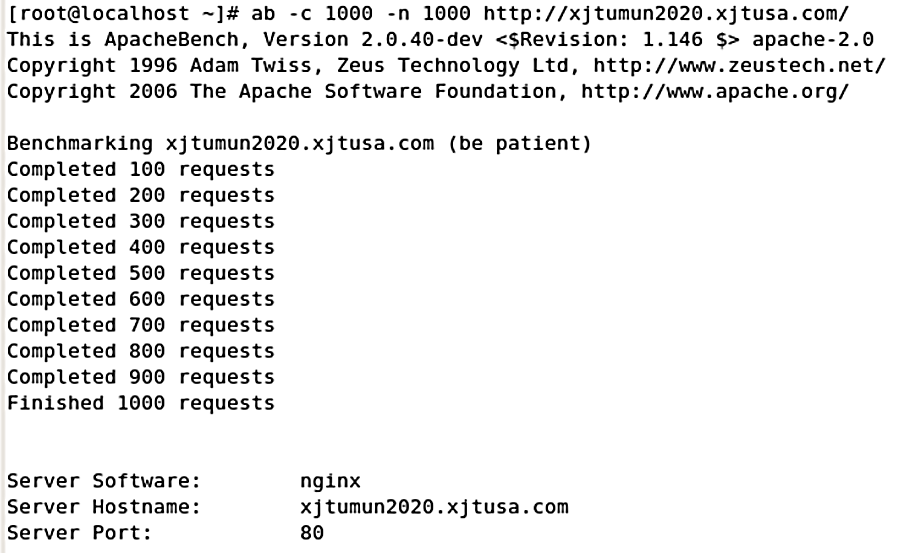 [root@localhost ~]# ab -c 1000 -n 1000 http://xjtumun2020.xjtusa.com/
This is ApacheBench, Version 2.0.40-dev <$Revision: 1.146 $> apache-2.0
Copyright 1996 Adam Twiss, Zeus Technology Ltd, http://www.zeustech.net/
Copyright 2006 The Apache Software Foundation, http://www.apache.org/
Benchmarking xjtumun2020.xjtusa.com (be patient)
Completed 100 requests
Completed 200 requests
Completed 300 requests
Completed 400 requests
Completed 500 requests
Completed 600 requests
Completed 700 requests
Completed 800 requests
Completed 900 requests
Finished 1000 requests
Server Software: nginx
Server Hostname: xjtumun2020.xjtusa.com
Server Port: 80